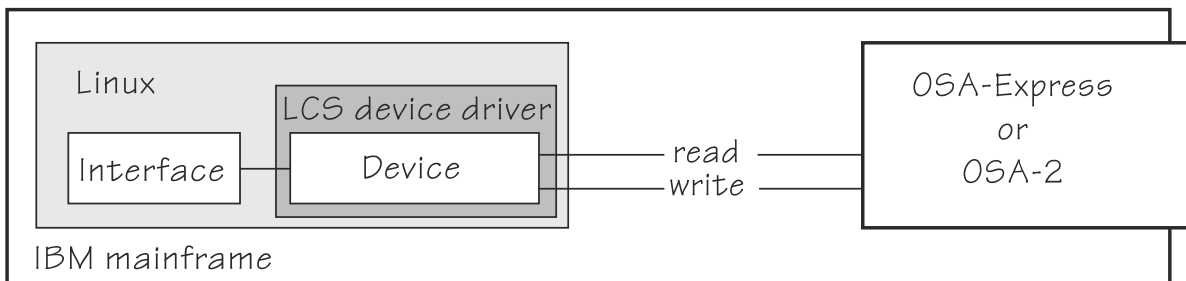 Linux
LCS device driver
Interface
Device
read
write
OSA-Express
or
OSA-2
IBM mainframe